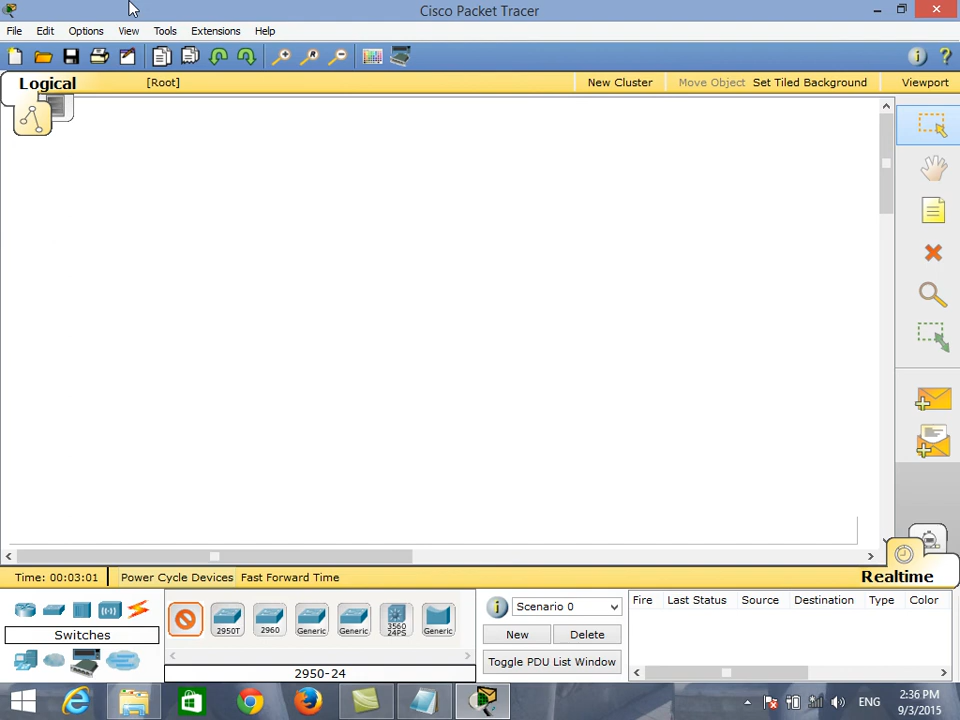 Cisco Packet Tracer
File Edit Options View Tools Extensions Help
Logical [Root] New Cluster Move Object Set Tiled Background Viewport
Time: 00:03:01 Power Cycle Devices Fast Forward Time Realtime
Switches
2950T 2960 Generic Generic 3560 24PS Generic
2950-24
Scenario 0
New Delete
Toggle PDU List Window
Fire Last Status Source Destination Type Color
ENG
2:36 PM
9/3/2015